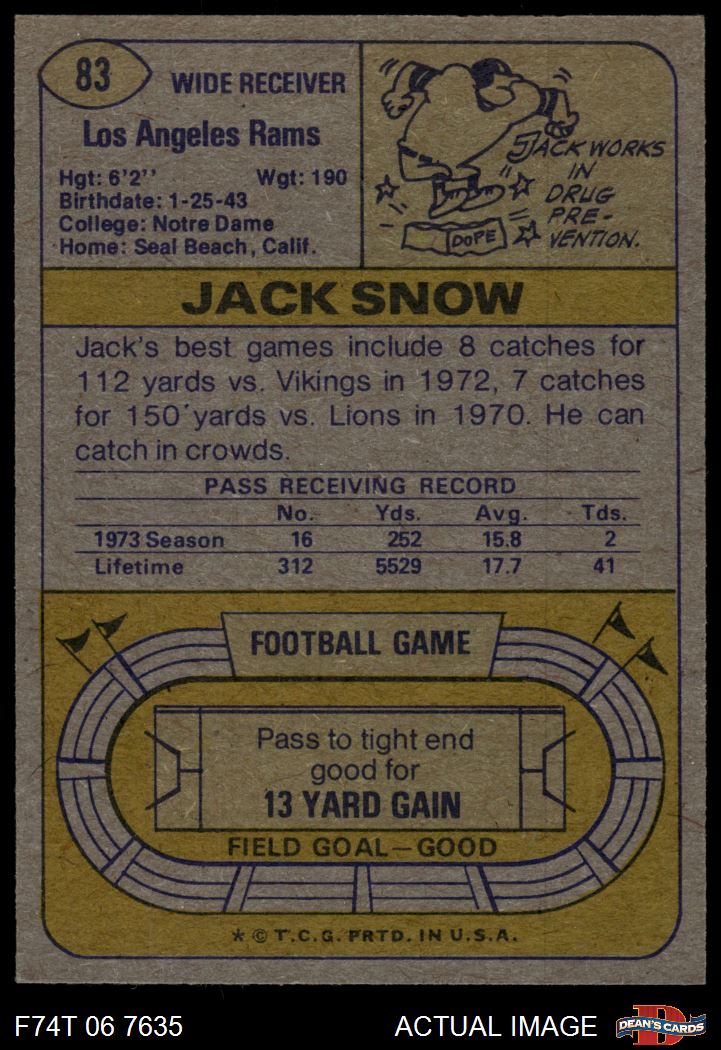 83
WIDE RECEIVER
Los Angeles Rams
Hgt: 6'2'' Wgt: 190
Birthdate: 1-25-43
College: Notre Dame
Home: Seal Beach, Calif.
JACK WORKS
IN
DRUG
PRE-
VENTION.
DOPE
JACK SNOW
Jack's best games include 8 catches for
112 yards vs. Vikings in 1972, 7 catches
for 150 yards vs. Lions in 1970. He can
catch in crowds.
PASS RECEIVING RECORD
No. Yds. Avg. Tds.
1973 Season 16 252 15.8 2
Lifetime 312 5529 17.7 41
FOOTBALL GAME
Pass to tight end
good for
13 YARD GAIN
FIELD GOAL—GOOD
* © T.C.G. PRTD. IN U.S.A.
F74T 06 7635 ACTUAL IMAGE
D
DEAN'S CARDS